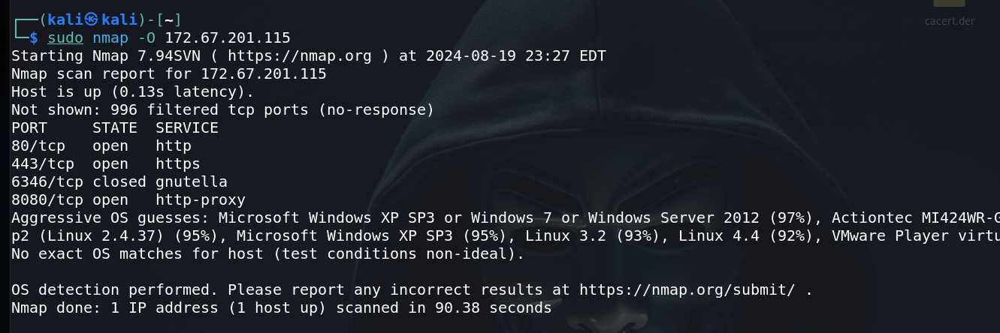 cacert.der
┌──(kali㉿kali)-[~]
└─$ sudo nmap -O 172.67.201.115
Starting Nmap 7.94SVN ( https://nmap.org ) at 2024-08-19 23:27 EDT
Nmap scan report for 172.67.201.115
Host is up (0.13s latency).
Not shown: 996 filtered tcp ports (no-response)
PORT     STATE  SERVICE
80/tcp   open   http
443/tcp  open   https
6346/tcp closed gnutella
8080/tcp open   http-proxy
Aggressive OS guesses: Microsoft Windows XP SP3 or Windows 7 or Windows Server 2012 (97%), Actiontec MI424WR-G
p2 (Linux 2.4.37) (95%), Microsoft Windows XP SP3 (95%), Linux 3.2 (93%), Linux 4.4 (92%), VMware Player virtu
No exact OS matches for host (test conditions non-ideal).
OS detection performed. Please report any incorrect results at https://nmap.org/submit/ .
Nmap done: 1 IP address (1 host up) scanned in 90.38 seconds